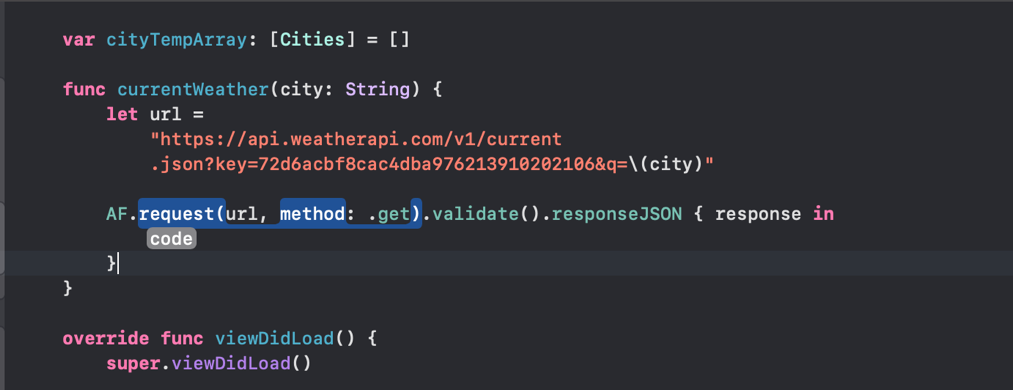 var cityTempArray: [Cities] = []
func currentWeather(city: String) {
let url =
"https://api.weatherapi.com/v1/current
.json?key=72d6acbf8cac4dba976213910202106&q=\(city)"
AF.request(url, method: .get).validate().responseJSON { response in
code
}
}
override func viewDidLoad() {
super.viewDidLoad()